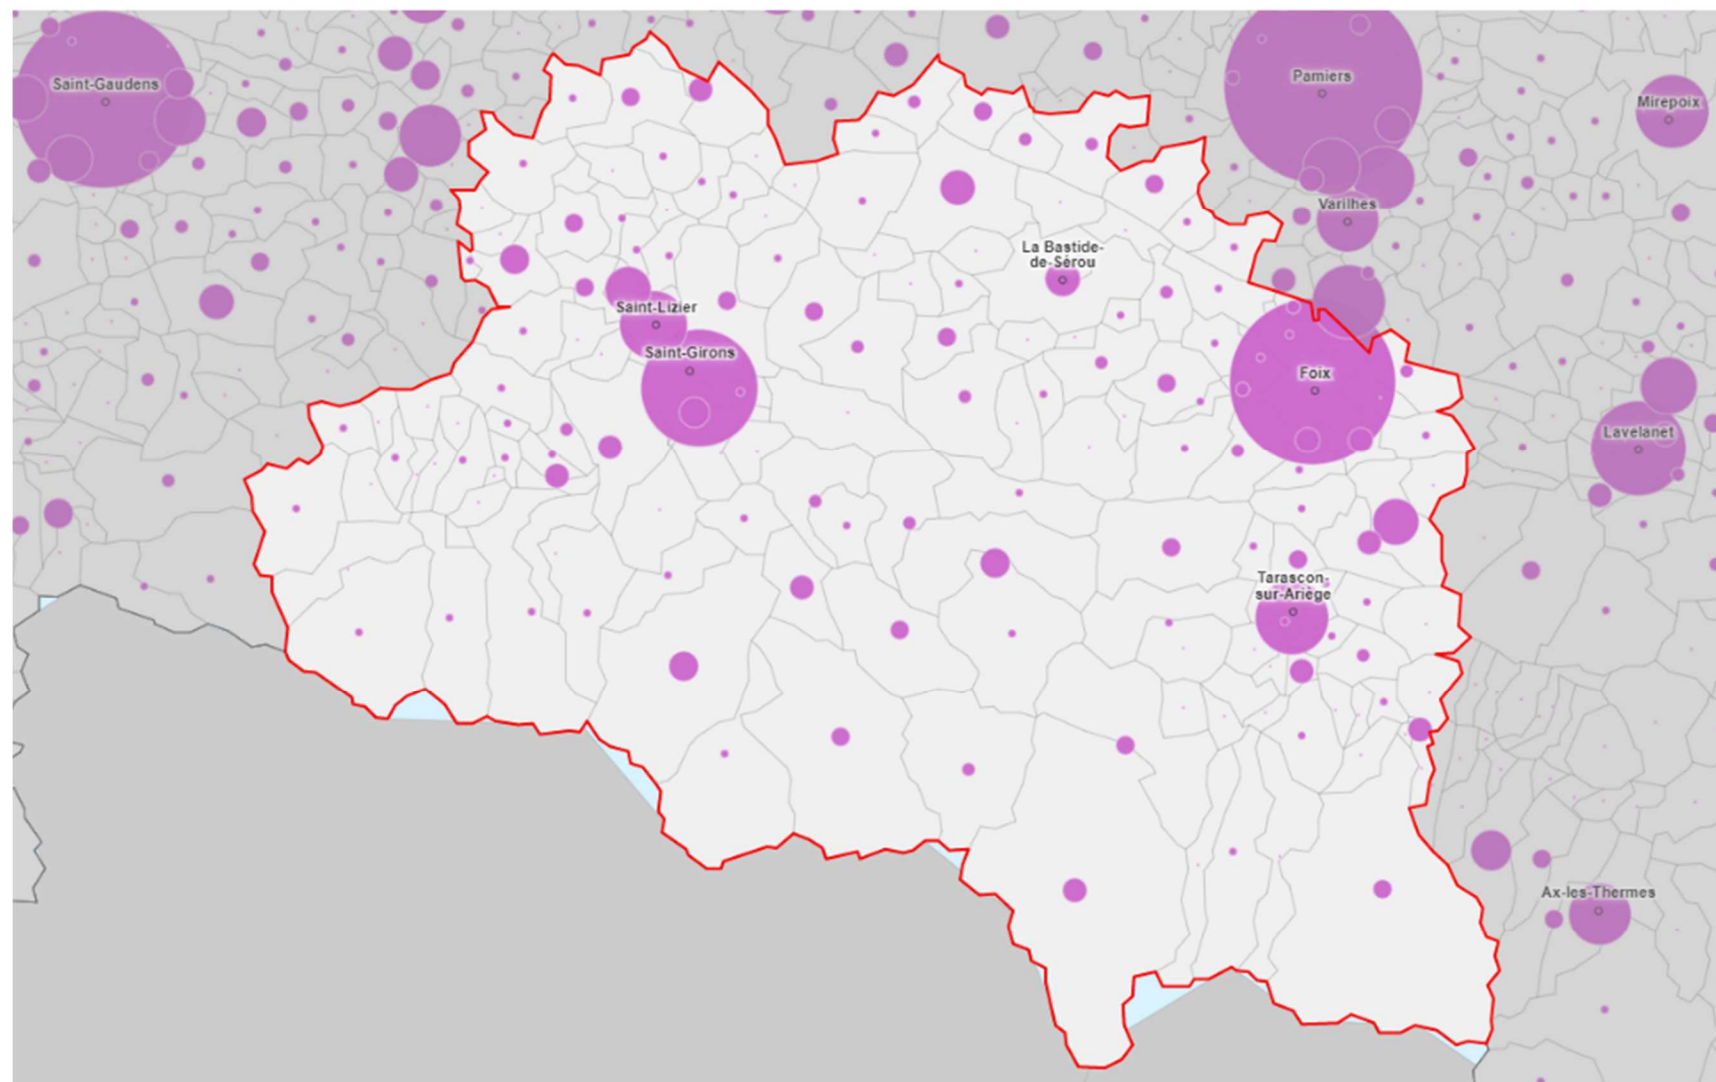 Saint-Gaudens
Pamiers
Mirepoix
Varilhes
La Bastide-
de-Sérou
Saint-Lizier
Saint-Girons
Foix
Lavelanet
Tarascon-
sur-Ariège
Ax-les-Thermes